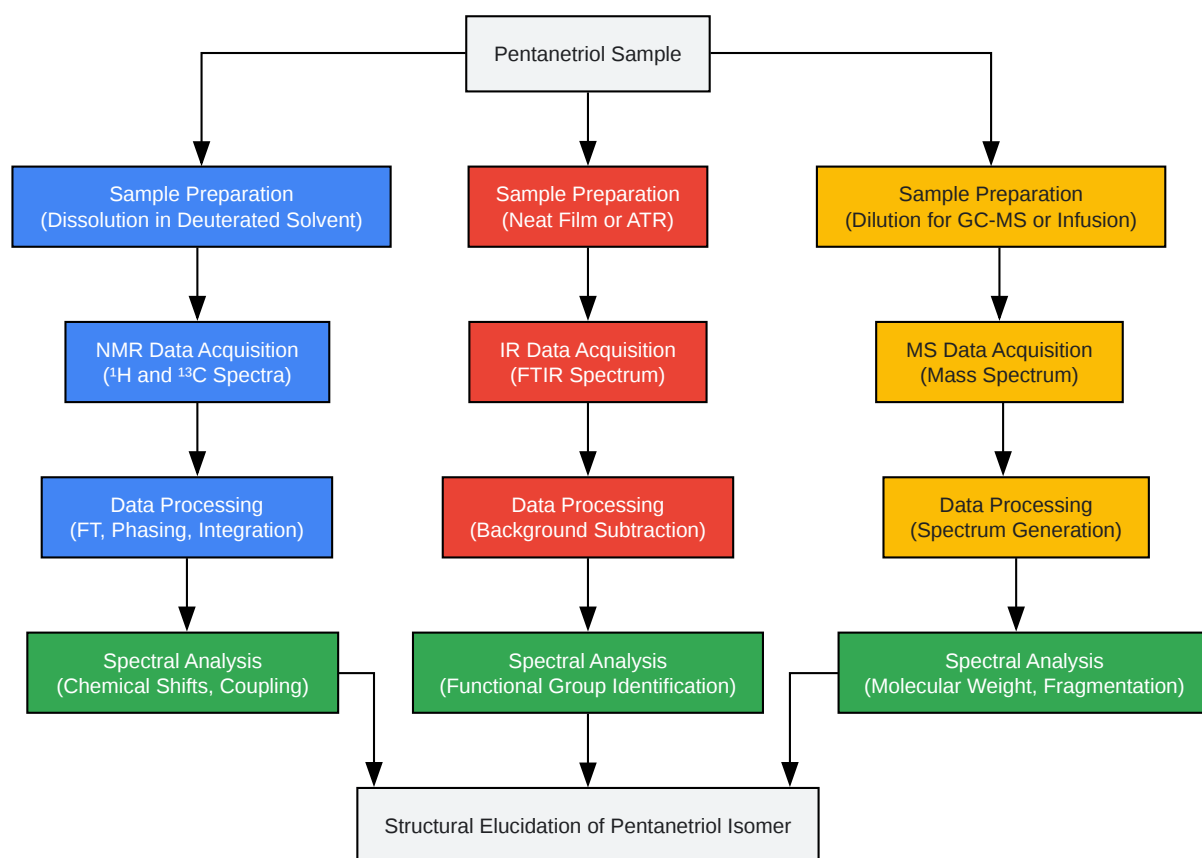 Pentanetriol Sample
Sample Preparation
(Dissolution in Deuterated Solvent)
Sample Preparation
(Neat Film or ATR)
Sample Preparation
(Dilution for GC-MS or Infusion)
NMR Data Acquisition
(¹H and ¹³C Spectra)
IR Data Acquisition
(FTIR Spectrum)
MS Data Acquisition
(Mass Spectrum)
Data Processing
(FT, Phasing, Integration)
Data Processing
(Background Subtraction)
Data Processing
(Spectrum Generation)
Spectral Analysis
(Chemical Shifts, Coupling)
Spectral Analysis
(Functional Group Identification)
Spectral Analysis
(Molecular Weight, Fragmentation)
Structural Elucidation of Pentanetriol Isomer